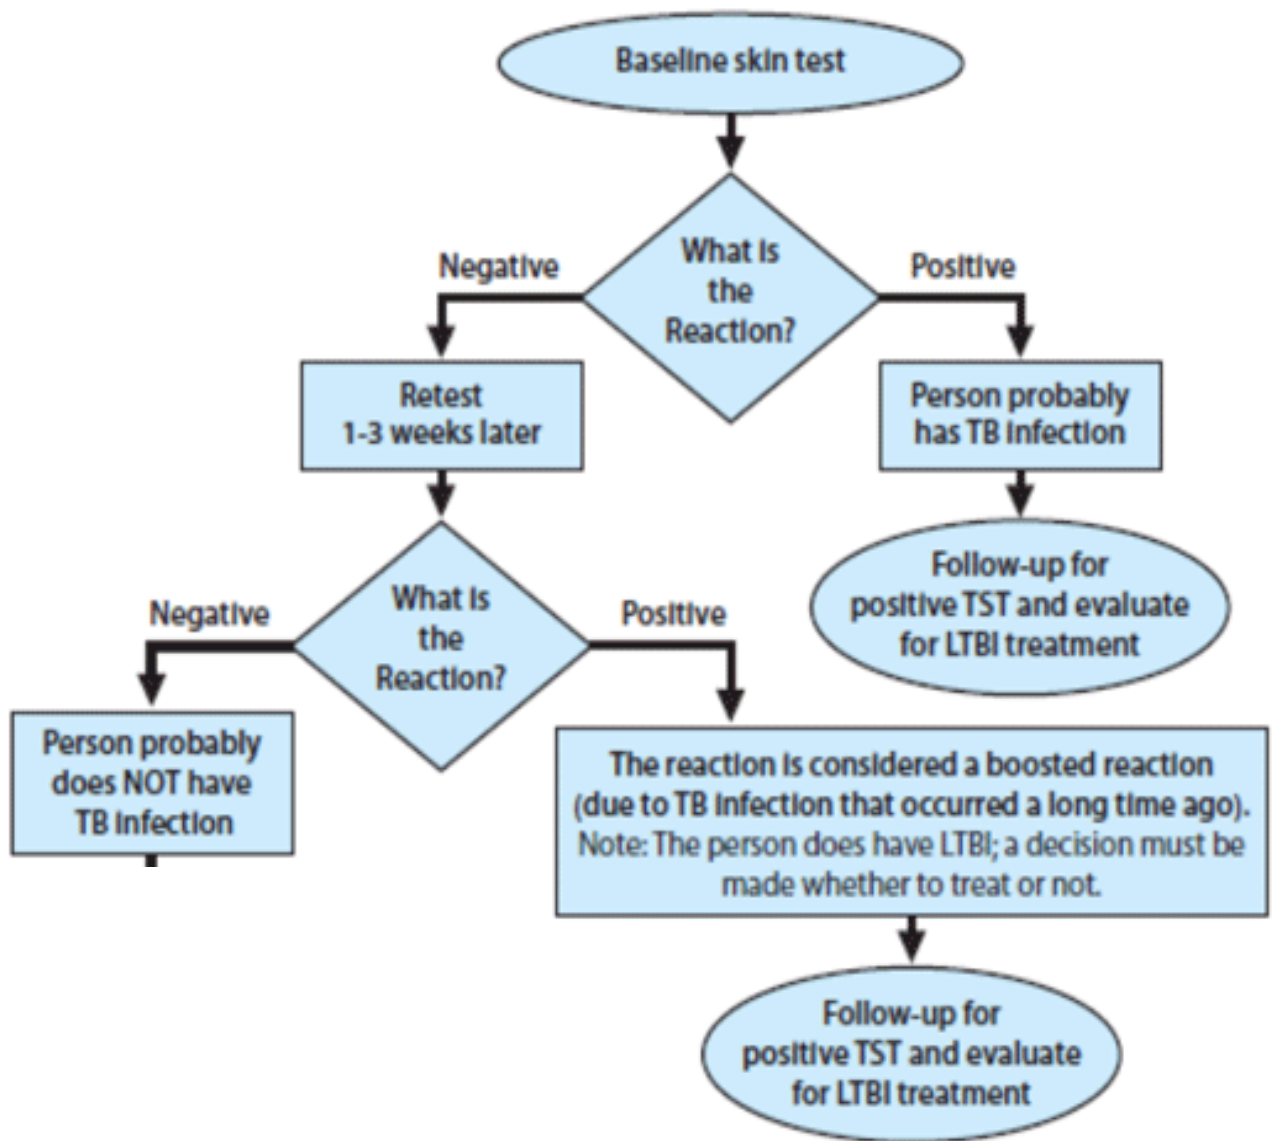 Baseline skin test
What is
the
Reaction?
Negative
Positive
Retest
1-3 weeks later
Person probably
has TB infection
Follow-up for
positive TST and evaluate
for LTBI treatment
What is
the
Reaction?
Negative
Positive
Person probably
does NOT have
TB infection
The reaction is considered a boosted reaction
(due to TB infection that occurred a long time ago).
Note: The person does have LTBI; a decision must be
made whether to treat or not.
Follow-up for
positive TST and evaluate
for LTBI treatment